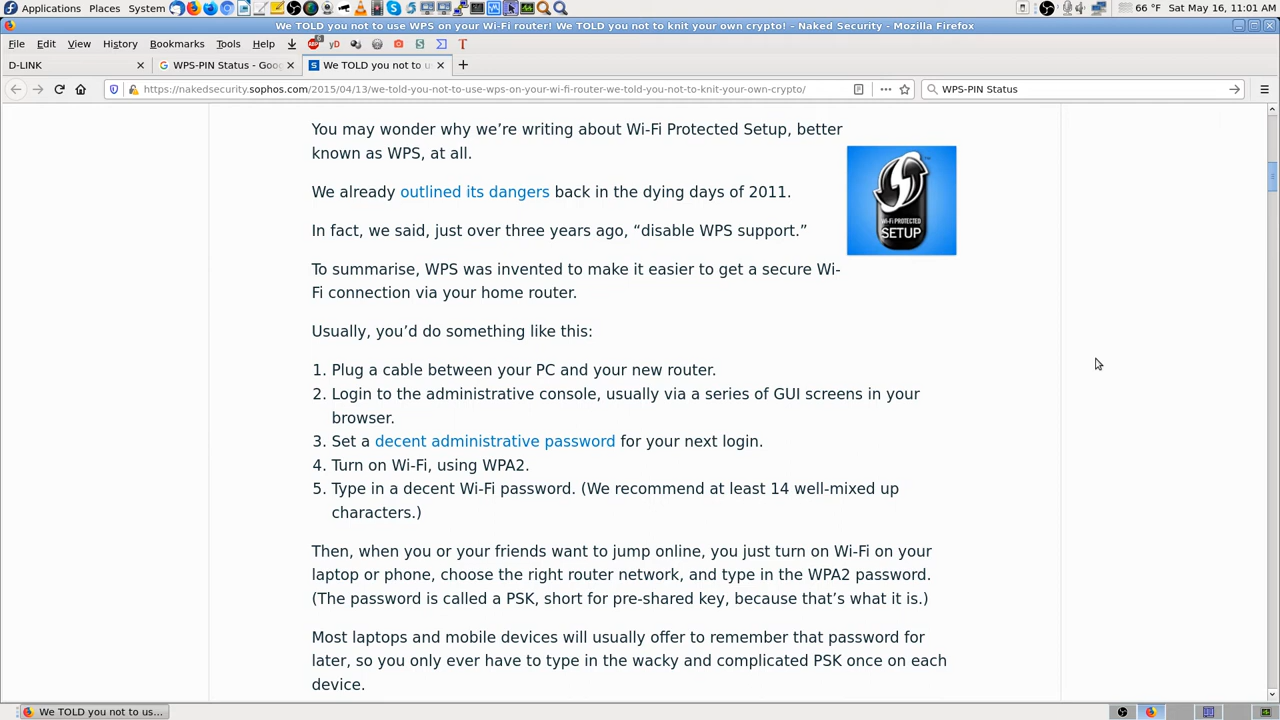 Applications Places System 66 °F Sat May 16, 11:01 AM
We TOLD you not to use WPS on your Wi-Fi router! We TOLD you not to knit your own crypto! - Naked Security - Mozilla Firefox
File Edit View History Bookmarks Tools Help
D-LINK WPS-PIN Status - Goo We TOLD you not to u
https://nakedsecurity.sophos.com/2015/04/13/we-told-you-not-to-use-wps-on-your-wi-fi-router-we-told-you-not-to-knit-your-own-crypto/ WPS-PIN Status
You may wonder why we’re writing about Wi-Fi Protected Setup, better
known as WPS, at all.
Wi-Fi PROTECTED
SETUP
We already outlined its dangers back in the dying days of 2011.
In fact, we said, just over three years ago, “disable WPS support.”
To summarise, WPS was invented to make it easier to get a secure Wi-
Fi connection via your home router.
Usually, you’d do something like this:
1. Plug a cable between your PC and your new router.
2. Login to the administrative console, usually via a series of GUI screens in your
browser.
3. Set a decent administrative password for your next login.
4. Turn on Wi-Fi, using WPA2.
5. Type in a decent Wi-Fi password. (We recommend at least 14 well-mixed up
characters.)
Then, when you or your friends want to jump online, you just turn on Wi-Fi on your
laptop or phone, choose the right router network, and type in the WPA2 password.
(The password is called a PSK, short for pre-shared key, because that’s what it is.)
Most laptops and mobile devices will usually offer to remember that password for
later, so you only ever have to type in the wacky and complicated PSK once on each
device.
We TOLD you not to us...